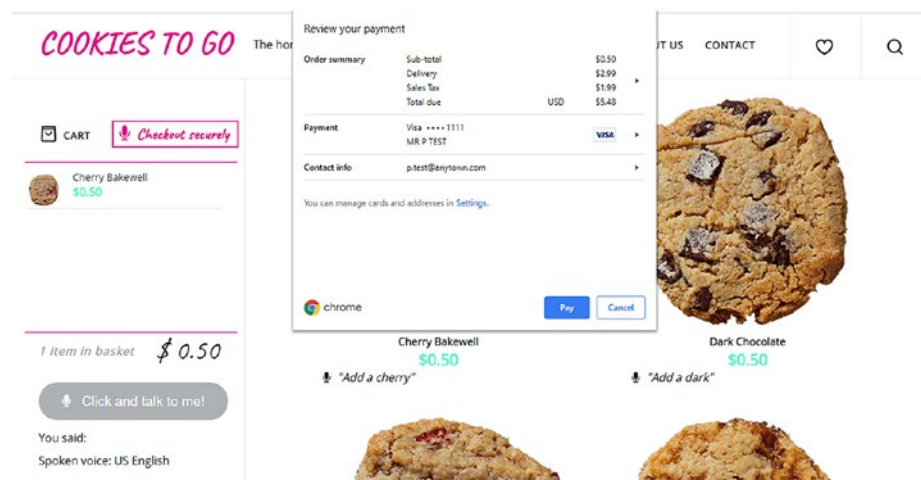 COOKIES TO GO
The hor
UT US
CONTACT
CART
Checkout securely
Cherry Bakewell
$0.50
1 item in basket
$ 0.50
Click and talk to me!
You said:
Spoken voice: US English
Review your payment
Order summary
Sub-total $0.50
Delivery $2.99
Sales Tax $1.99
Total due USD $5.48
Payment
Visa ····1111
VISA
MR P TEST
Contact info
p.test@anytown.com
You can manage cards and addresses in Settings.
chrome
Pay
Cancel
Cherry Bakewell
$0.50
"Add a cherry"
Dark Chocolate
$0.50
"Add a dark"